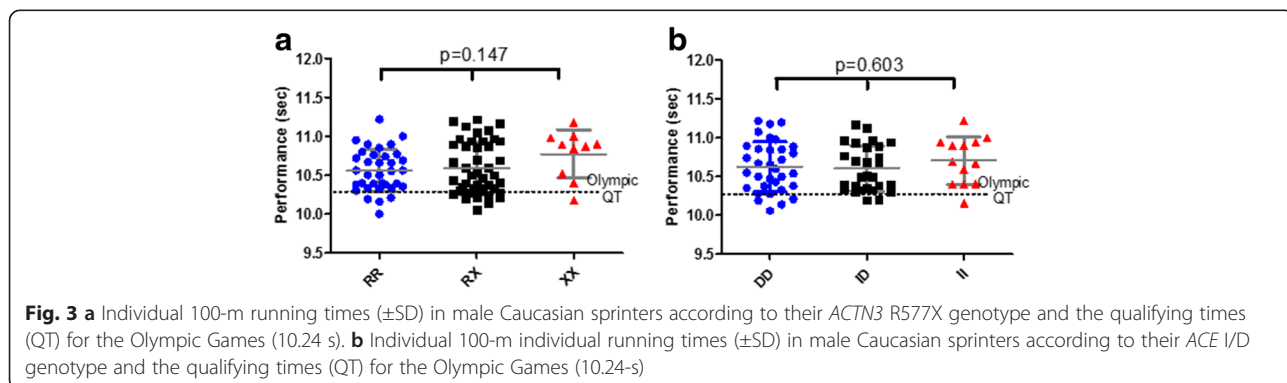 a
b
p=0.147
p=0.603
Performance (sec)
12.0
11.5
11.0
10.5
10.0
9.5
Olympic
QT
RR
RX
XX
Performance (sec)
12.0
11.5
11.0
10.5
10.0
9.5
Olympic
QT
DD
ID
II
Fig. 3 a Individual 100-m running times (±SD) in male Caucasian sprinters according to their ACTN3 R577X genotype and the qualifying times
(QT) for the Olympic Games (10.24 s). b Individual 100-m individual running times (±SD) in male Caucasian sprinters according to their ACE I/D
genotype and the qualifying times (QT) for the Olympic Games (10.24-s)